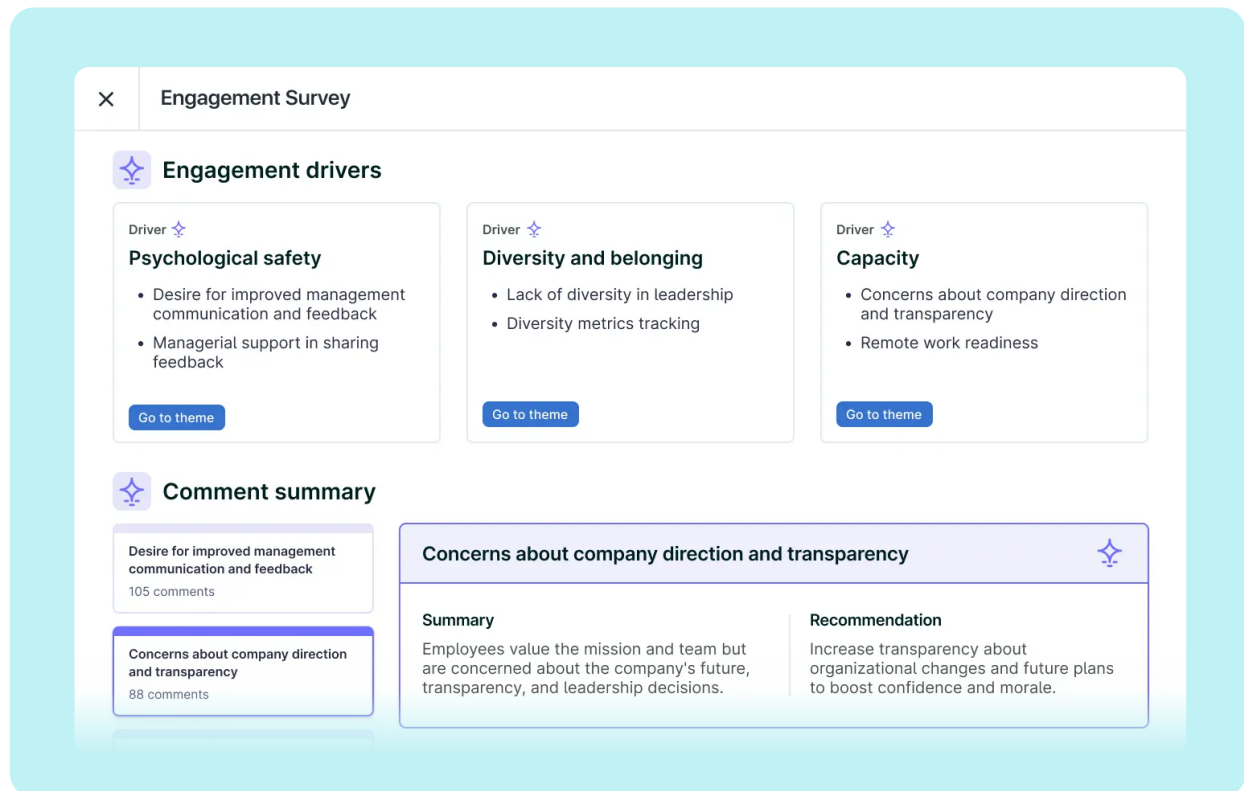 Engagement Survey
Engagement drivers
Driver
Psychological safety
• Desire for improved management
communication and feedback
• Managerial support in sharing
feedback
Go to theme
Driver
Diversity and belonging
• Lack of diversity in leadership
• Diversity metrics tracking
Go to theme
Driver
Capacity
• Concerns about company direction
and transparency
• Remote work readiness
Go to theme
Comment summary
Desire for improved management
communication and feedback
105 comments
Concerns about company direction
and transparency
88 comments
Concerns about company direction and transparency
Summary
Employees value the mission and team but
are concerned about the company's future,
transparency, and leadership decisions.
Recommendation
Increase transparency about
organizational changes and future plans
to boost confidence and morale.